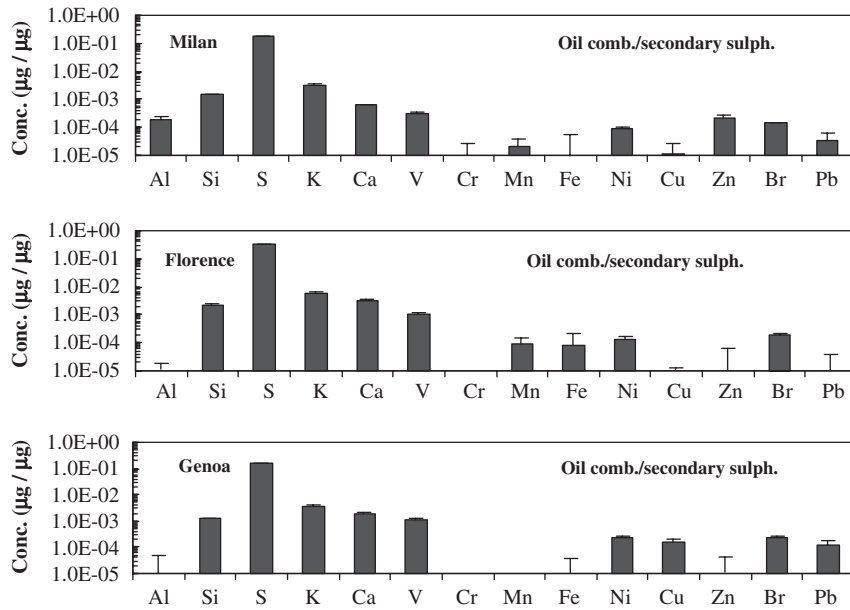 1.0E+00
Milan Oil comb./secondary sulph.
1.0E-01
1.0E-02
1.0E-03
1.0E-04
1.0E-05
Conc. (µg / µg)
Al Si S K Ca V Cr Mn Fe Ni Cu Zn Br Pb
1.0E+00
Florence Oil comb./secondary sulph.
1.0E-01
1.0E-02
1.0E-03
1.0E-04
1.0E-05
Conc. (µg / µg)
Al Si S K Ca V Cr Mn Fe Ni Cu Zn Br Pb
1.0E+00
Genoa Oil comb./secondary sulph.
1.0E-01
1.0E-02
1.0E-03
1.0E-04
1.0E-05
Conc. (µg / µg)
Al Si S K Ca V Cr Mn Fe Ni Cu Zn Br Pb